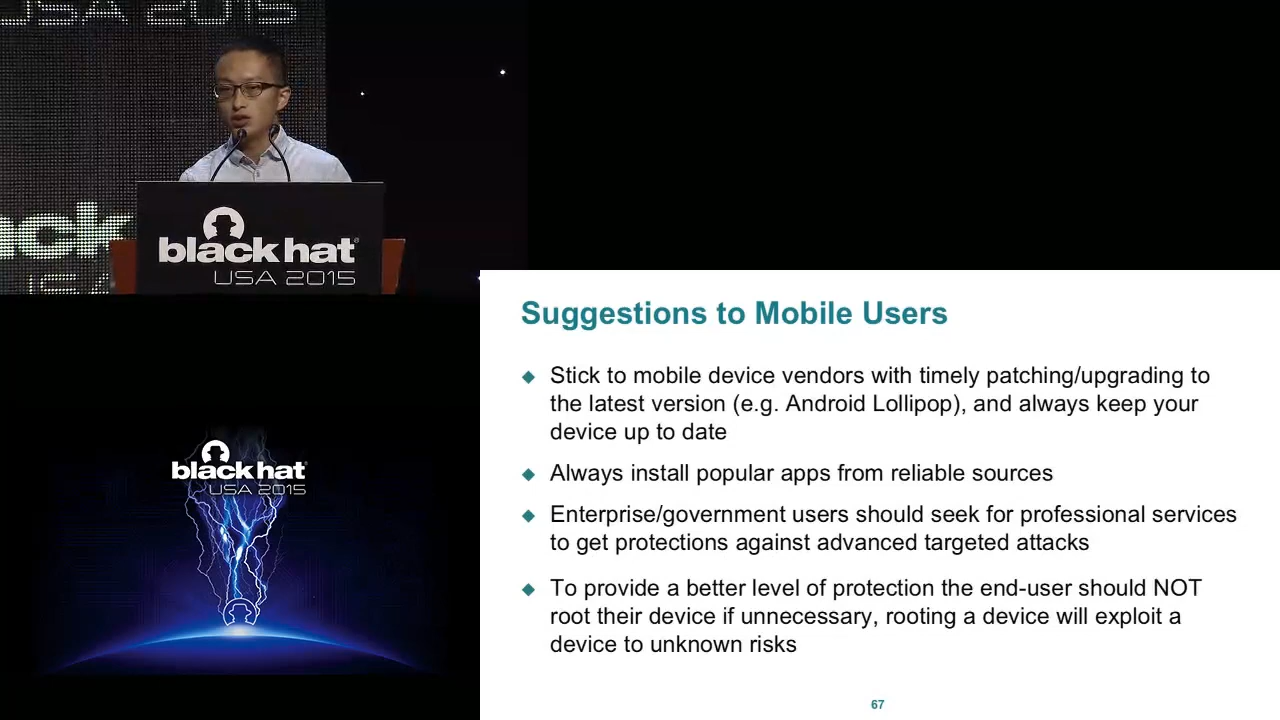 USA 2015
black hat
USA 2015
Suggestions to Mobile Users
Stick to mobile device vendors with timely patching/upgrading to
the latest version (e.g. Android Lollipop), and always keep your
device up to date
Always install popular apps from reliable sources
Enterprise/government users should seek for professional services
to get protections against advanced targeted attacks
To provide a better level of protection the end-user should NOT
root their device if unnecessary, rooting a device will exploit a
device to unknown risks
67
black hat
USA 2015